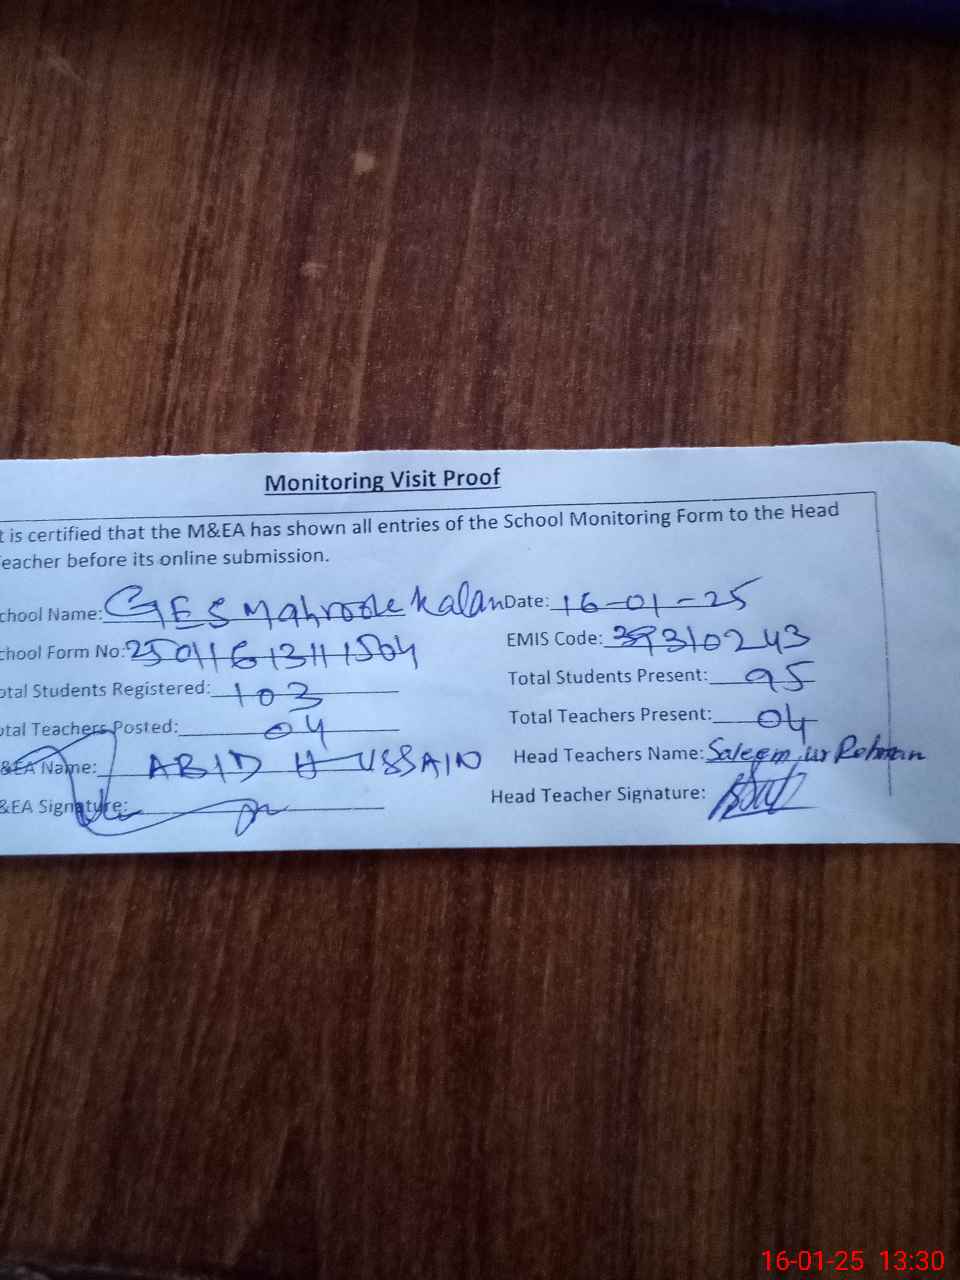 Monitoring Visit Proof
t is certified that the M&EA has shown all entries of the School Monitoring Form to the Head
eacher before its online submission.
chool Name: GES Mahroote Kalan Date: 16-01-25
chool Form No: 25011613111504 EMIS Code: 39310243
otal Students Registered: 103 Total Students Present: 95
otal Teachers Posted: 04 Total Teachers Present: 04
&EA Name: ABID HUSSAIN Head Teachers Name: Saleem ur Rehman
&EA Signature: Head Teacher Signature:
16-01-25 13:30